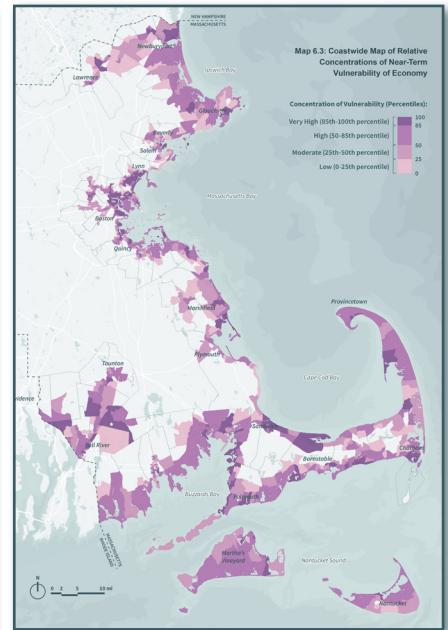 NEW HAMPSHIRE
MASSACHUSETTS
Newburyport
Map 6.3: Coastwide Map of Relative
Concentrations of Near-Term
Vulnerability of Economy
Ipswich Bay
Lawrence
Concentration of Vulnerability (Percentiles):
Gloucester
Very High (85th-100th percentile)
100
85
High (50-85th percentile)
Beverly
50
Moderate (25th-50th percentile)
Salem
25
Low (0-25th percentile)
0
Lynn
Massachusetts Bay
Boston
Quincy
Provincetown
Marshfield
Plymouth
Taunton
Cape Cod Bay
vidence
Sandwich
Fall River
Chatham
Barnstable
Buzzards Bay
Falmouth
MASSACHUSETTS
RHODE ISLAND
Martha's
Vineyard
Nantucket Sound
N
0 2 5 10 mi
Nantucket